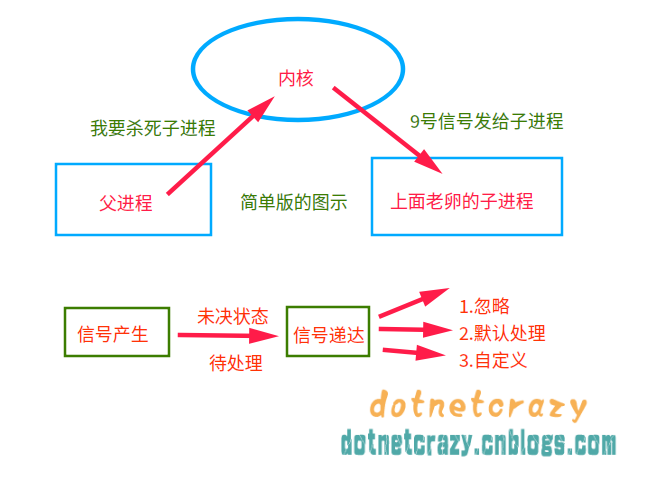 内核
我要杀死子进程
9号信号发给子进程
父进程
简单版的图示
上面老卵的子进程
信号产生
未决状态
待处理
信号递达
1.忽略
2.默认处理
3.自定义
dotnetcrazy
dotnetcrazy.cnblogs.com